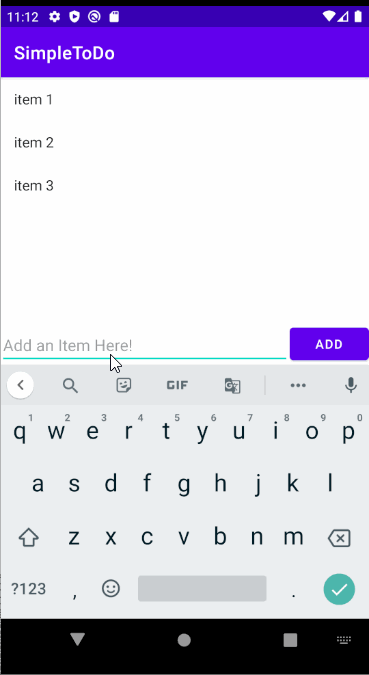 11:12
SimpleToDo
item 1
item 2
item 3
Add an Item Here!
ADD
GIF
1 2 3 4 5 6 7 8 9 0
q w e r t y u i o p
a s d f g h j k l
z x c v b n m
?123 , .